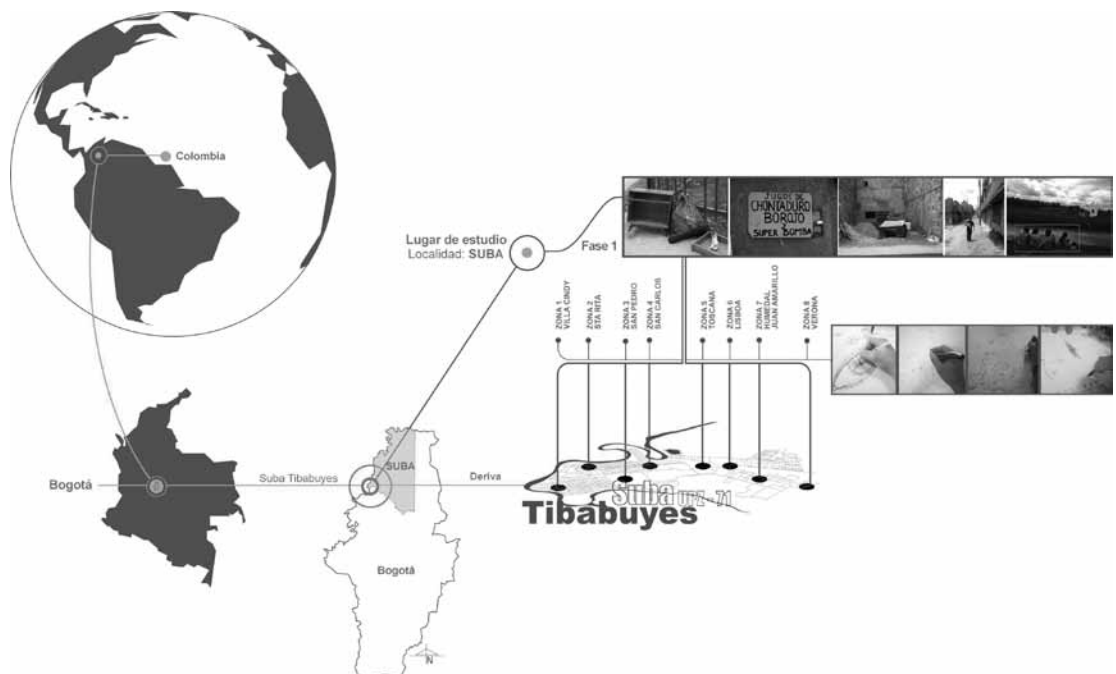 Colombia
Lugar de estudio
Localidad: SUBA
Fase 1
JUGOS DE
CHONTADURO
BOROJO
Y
SUPER BOMBA
ZONA 1
VILLA CINDY
ZONA 2
STA RITA
ZONA 3
SAN PEDRO
ZONA 4
SAN CARLOS
ZONA 5
TOSCANA
ZONA 6
LISBOA
ZONA 7
HUMEDAL
JUAN AMARILLO
ZONA 8
VERONA
Bogotá
Suba Tibabuyes
SUBA
Deriva
Suba UPZ-71
Tibabuyes
Bogotá
N